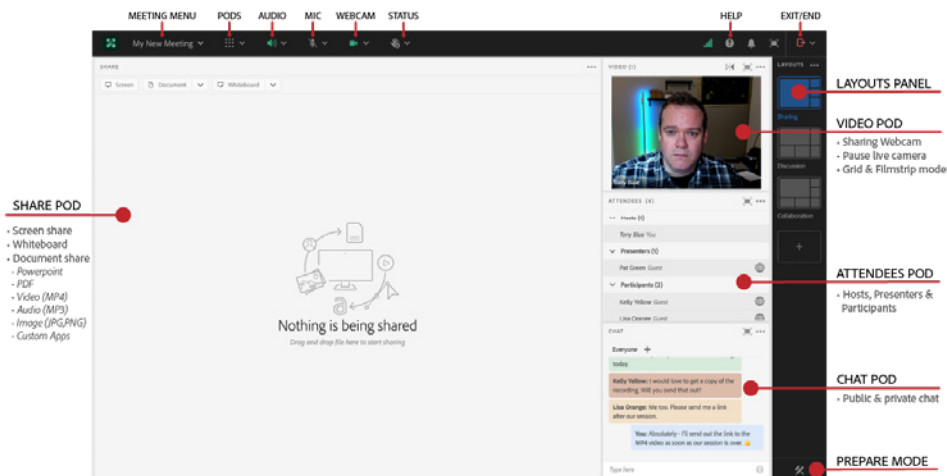 MEETING MENU
PODS
AUDIO
MIC
WEBCAM
STATUS
HELP
EXIT/END
My New Meeting
SHARE
Screen
Document
Whiteboard
VIDEO (1)
LAYOUTS
Sharing
Discussion
Collaboration
Tony Blue
ATTENDEES (4)
Hosts (1)
Tony Blue You
Presenters (1)
Pat Green Guest
Participants (2)
Kelly Yellow Guest
Lisa Orange Guest
Nothing is being shared
Drag and drop file here to start sharing
CHAT
Everyone
today
Kelly Yellow: I would love to get a copy of the
recording. Will you send that out?
Lisa Orange: Me too. Please send me a link
after our session.
You: Absolutely - I'll send out the link to the
MP4 video as soon as our session is over. 👍
Type here
SHARE POD
• Screen share
• Whiteboard
• Document share
- Powerpoint
- PDF
- Video (MP4)
- Audio (MP3)
- Image (JPG,PNG)
- Custom Apps
LAYOUTS PANEL
VIDEO POD
• Sharing Webcam
• Pause live camera
• Grid & Filmstrip mode
ATTENDEES POD
• Hosts, Presenters &
Participants
CHAT POD
• Public & private chat
PREPARE MODE